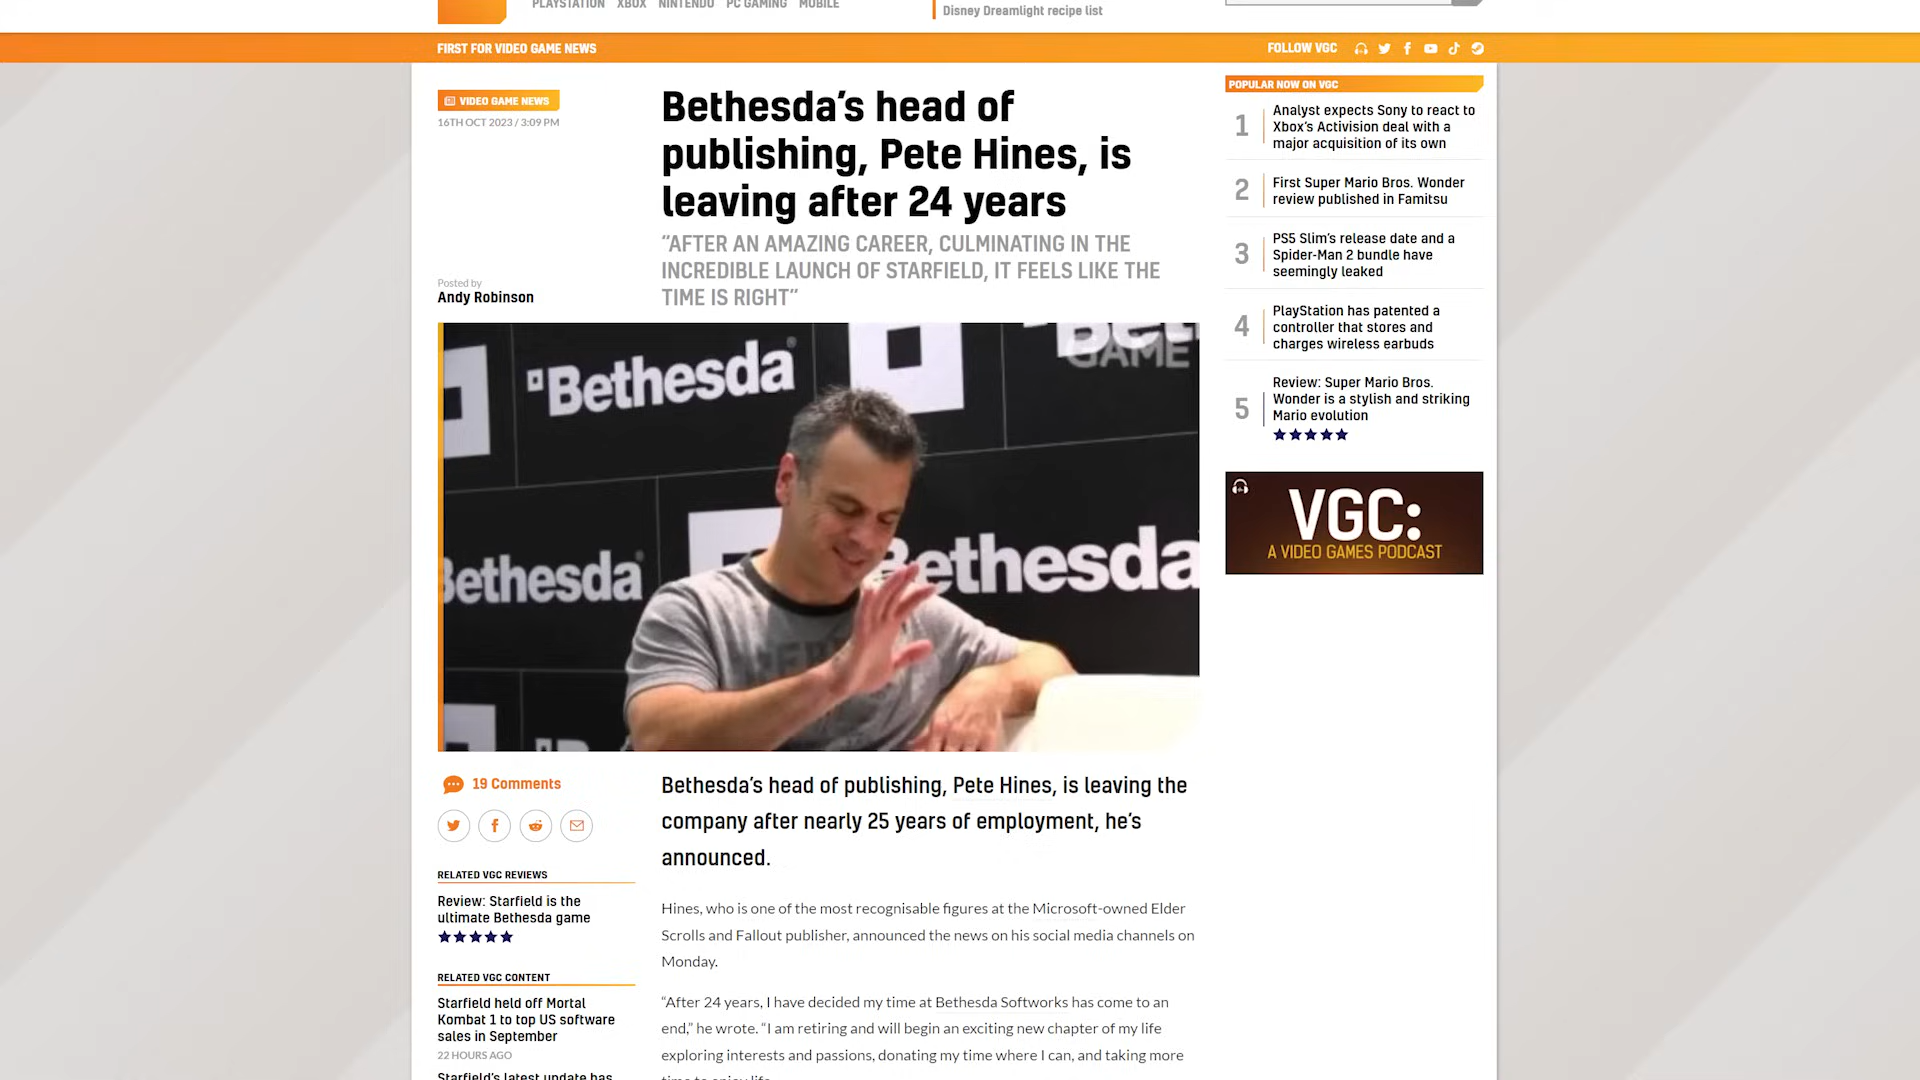 PLAYSTATION XBOX NINTENDO PC GAMING MOBILE
Disney Dreamlight recipe list
FIRST FOR VIDEO GAME NEWS
FOLLOW VGC
VIDEO GAME NEWS
16TH OCT 2023 / 3:09 PM
Posted by
Andy Robinson
Bethesda’s head of
publishing, Pete Hines, is
leaving after 24 years
“AFTER AN AMAZING CAREER, CULMINATING IN THE
INCREDIBLE LAUNCH OF STARFIELD, IT FEELS LIKE THE
TIME IS RIGHT”
Bethesda
GAME
Bethesda
Bethesda
19 Comments
RELATED VGC REVIEWS
Review: Starfield is the
ultimate Bethesda game
RELATED VGC CONTENT
Starfield held off Mortal
Kombat 1 to top US software
sales in September
22 HOURS AGO
Starfield’s latest update has
Bethesda’s head of publishing, Pete Hines, is leaving the
company after nearly 25 years of employment, he’s
announced.
Hines, who is one of the most recognisable figures at the Microsoft-owned Elder
Scrolls and Fallout publisher, announced the news on his social media channels on
Monday.
“After 24 years, I have decided my time at Bethesda Softworks has come to an
end,” he wrote. “I am retiring and will begin an exciting new chapter of my life
exploring interests and passions, donating my time where I can, and taking more
time to enjoy life.
POPULAR NOW ON VGC
1
Analyst expects Sony to react to
Xbox’s Activision deal with a
major acquisition of its own
2
First Super Mario Bros. Wonder
review published in Famitsu
3
PS5 Slim’s release date and a
Spider-Man 2 bundle have
seemingly leaked
4
PlayStation has patented a
controller that stores and
charges wireless earbuds
5
Review: Super Mario Bros.
Wonder is a stylish and striking
Mario evolution
VGC:
A VIDEO GAMES PODCAST